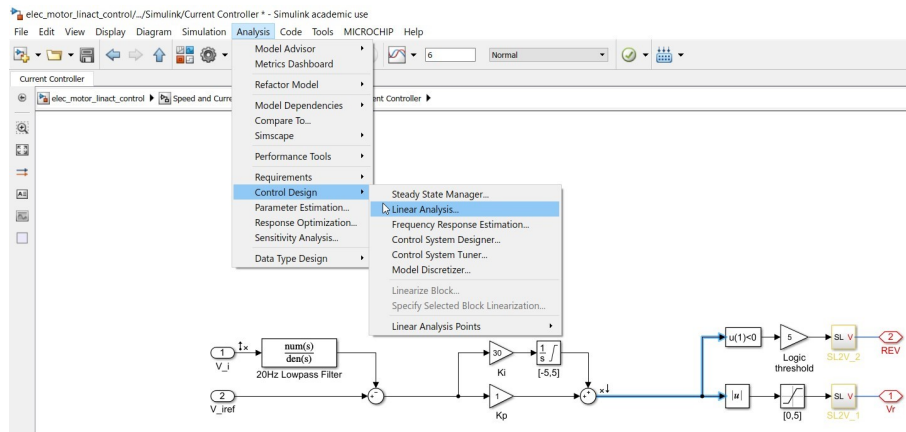 elec_motor_linact_control/.../Simulink/Current Controller * - Simulink academic use
File Edit View Display Diagram Simulation Analysis Code Tools MICROCHIP Help
6
Normal
Current Controller
elec_motor_linact_control
Speed and Curre
ent Controller
Model Advisor
Metrics Dashboard
Refactor Model
Model Dependencies
Compare To...
Simscape
Performance Tools
Requirements
Control Design
Parameter Estimation...
Response Optimization...
Sensitivity Analysis...
Data Type Design
Steady State Manager...
Linear Analysis...
Frequency Response Estimation...
Control System Designer...
Control System Tuner...
Model Discretizer...
Linearize Block...
Specify Selected Block Linearization...
Linear Analysis Points
1
V_i
num(s)
den(s)
20Hz Lowpass Filter
2
V_iref
30
Ki
1
s
[-5,5]
1
Kp
u(1)<0
5
Logic
threshold
SL V
SL2V_2
2
REV
|u|
[0,5]
SL V
SL2V_1
1
Vr